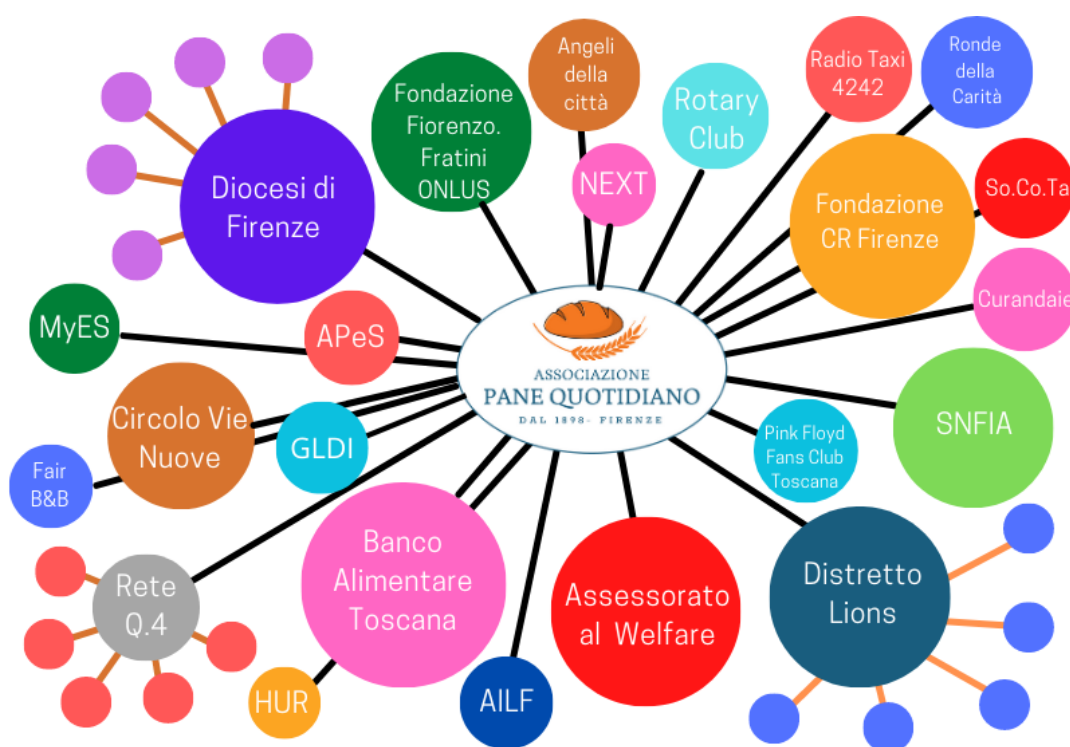 Angeli
della
città
Radio Taxi
4242
Ronde
della
Carità
Fondazione
Fiorenzo.
Fratini
ONLUS
Rotary
Club
NEXT
Diocesi di
Firenze
So.Co.Ta
Fondazione
CR Firenze
Curandaie
MyES
APeS
ASSOCIAZIONE
PANE QUOTIDIANO
DAL 1898- FIRENZE
Circolo Vie
Nuove
GLDI
SNFIA
Pink Floyd
Fans Club
Toscana
Fair
B&B
Banco
Alimentare
Toscana
Rete
Q.4
Assessorato
al Welfare
Distretto
Lions
HUR
AILF